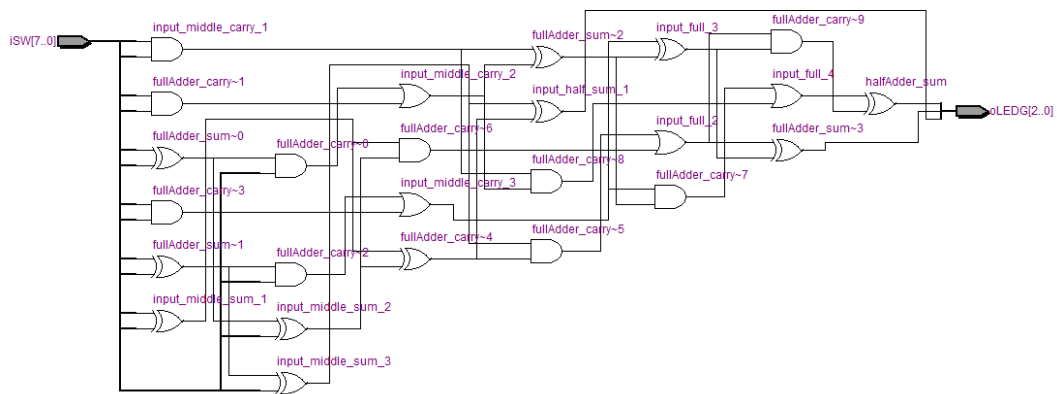 iSW[7..0]
input_middle_carry_1
fullAdder_carry~1
fullAdder_sum~0
fullAdder_carry~3
fullAdder_sum~1
input_middle_sum_1
fullAdder_carry~0
fullAdder_carry~2
input_middle_sum_2
input_middle_sum_3
input_middle_carry_2
fullAdder_carry~6
input_middle_carry_3
fullAdder_carry~4
fullAdder_sum~2
input_half_sum_1
fullAdder_carry~8
fullAdder_carry~5
input_full_3
input_full_2
fullAdder_carry~7
fullAdder_carry~9
input_full_4
fullAdder_sum~3
halfAdder_sum
oLEDG[2..0]